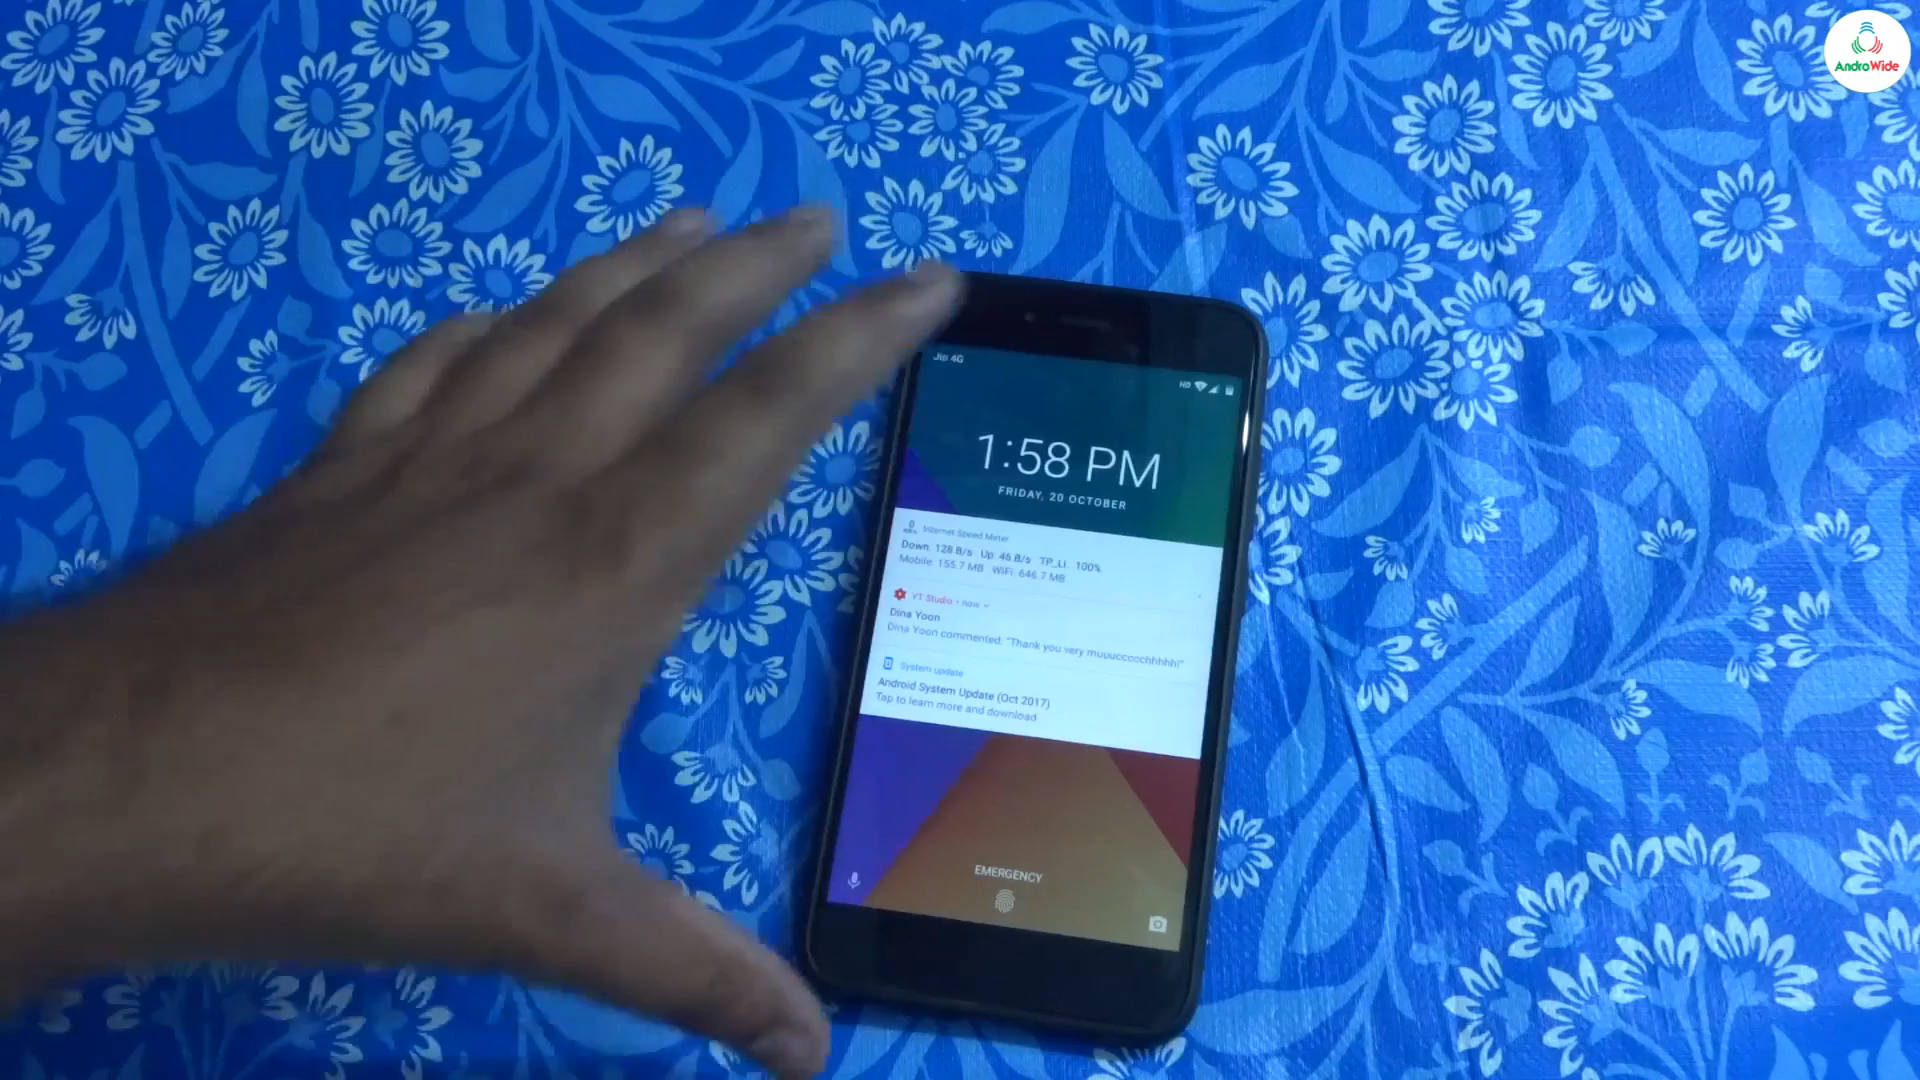 AndroWide
Jio 4G
HD
1:58 PM
FRIDAY, 20 OCTOBER
Internet Speed Meter
Down: 128 B/s Up: 46 B/s TP_LI. 100%
Mobile: 155.7 MB WiFi: 646.7 MB
YT Studio • now
Dina Yoon
Dina Yoon commented: "Thank you very muuuccccchhhhh!"
System update
Android System Update (Oct 2017)
Tap to learn more and download
EMERGENCY